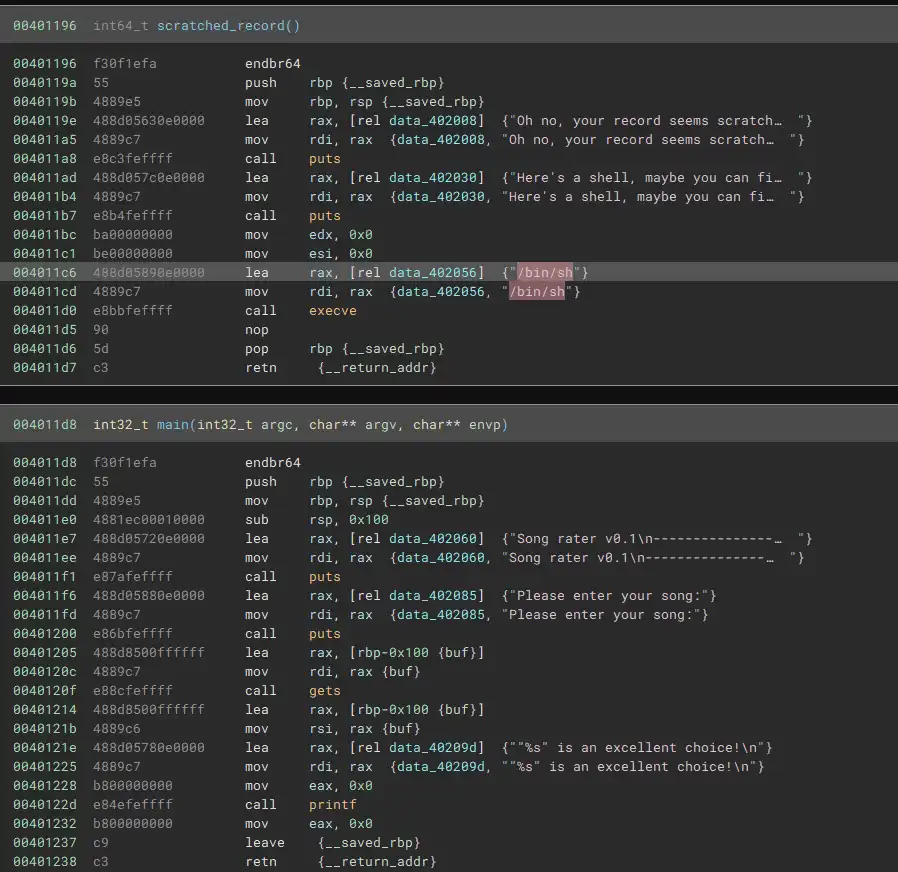 00401196  int64_t scratched_record()
00401196  f30f1efa  endbr64
0040119a  55  push  rbp {__saved_rbp}
0040119b  4889e5  mov  rbp, rsp {__saved_rbp}
0040119e  488d05630e0000  lea  rax, [rel data_402008]  {"Oh no, your record seems scratch…  "}
004011a5  4889c7  mov  rdi, rax  {data_402008, "Oh no, your record seems scratch…  "}
004011a8  e8c3feffff  call  puts
004011ad  488d057c0e0000  lea  rax, [rel data_402030]  {"Here's a shell, maybe you can fi…  "}
004011b4  4889c7  mov  rdi, rax  {data_402030, "Here's a shell, maybe you can fi…  "}
004011b7  e8b4feffff  call  puts
004011bc  ba00000000  mov  edx, 0x0
004011c1  be00000000  mov  esi, 0x0
004011c6  488d05890e0000  lea  rax, [rel data_402056]  {"/bin/sh"}
004011cd  4889c7  mov  rdi, rax  {data_402056, "/bin/sh"}
004011d0  e8bbfeffff  call  execve
004011d5  90  nop
004011d6  5d  pop  rbp {__saved_rbp}
004011d7  c3  retn  {__return_addr}
004011d8  int32_t main(int32_t argc, char** argv, char** envp)
004011d8  f30f1efa  endbr64
004011dc  55  push  rbp {__saved_rbp}
004011dd  4889e5  mov  rbp, rsp {__saved_rbp}
004011e0  4881ec00010000  sub  rsp, 0x100
004011e7  488d05720e0000  lea  rax, [rel data_402060]  {"Song rater v0.1\n---------------…  "}
004011ee  4889c7  mov  rdi, rax  {data_402060, "Song rater v0.1\n---------------…  "}
004011f1  e87afeffff  call  puts
004011f6  488d05880e0000  lea  rax, [rel data_402085]  {"Please enter your song:"}
004011fd  4889c7  mov  rdi, rax  {data_402085, "Please enter your song:"}
00401200  e86bfeffff  call  puts
00401205  488d8500ffffff  lea  rax, [rbp-0x100 {buf}]
0040120c  4889c7  mov  rdi, rax {buf}
0040120f  e88cfeffff  call  gets
00401214  488d8500ffffff  lea  rax, [rbp-0x100 {buf}]
0040121b  4889c6  mov  rsi, rax {buf}
0040121e  488d05780e0000  lea  rax, [rel data_40209d]  {""%s" is an excellent choice!\n"}
00401225  4889c7  mov  rdi, rax  {data_40209d, ""%s" is an excellent choice!\n"}
00401228  b800000000  mov  eax, 0x0
0040122d  e84efeffff  call  printf
00401232  b800000000  mov  eax, 0x0
00401237  c9  leave  {__saved_rbp}
00401238  c3  retn  {__return_addr}